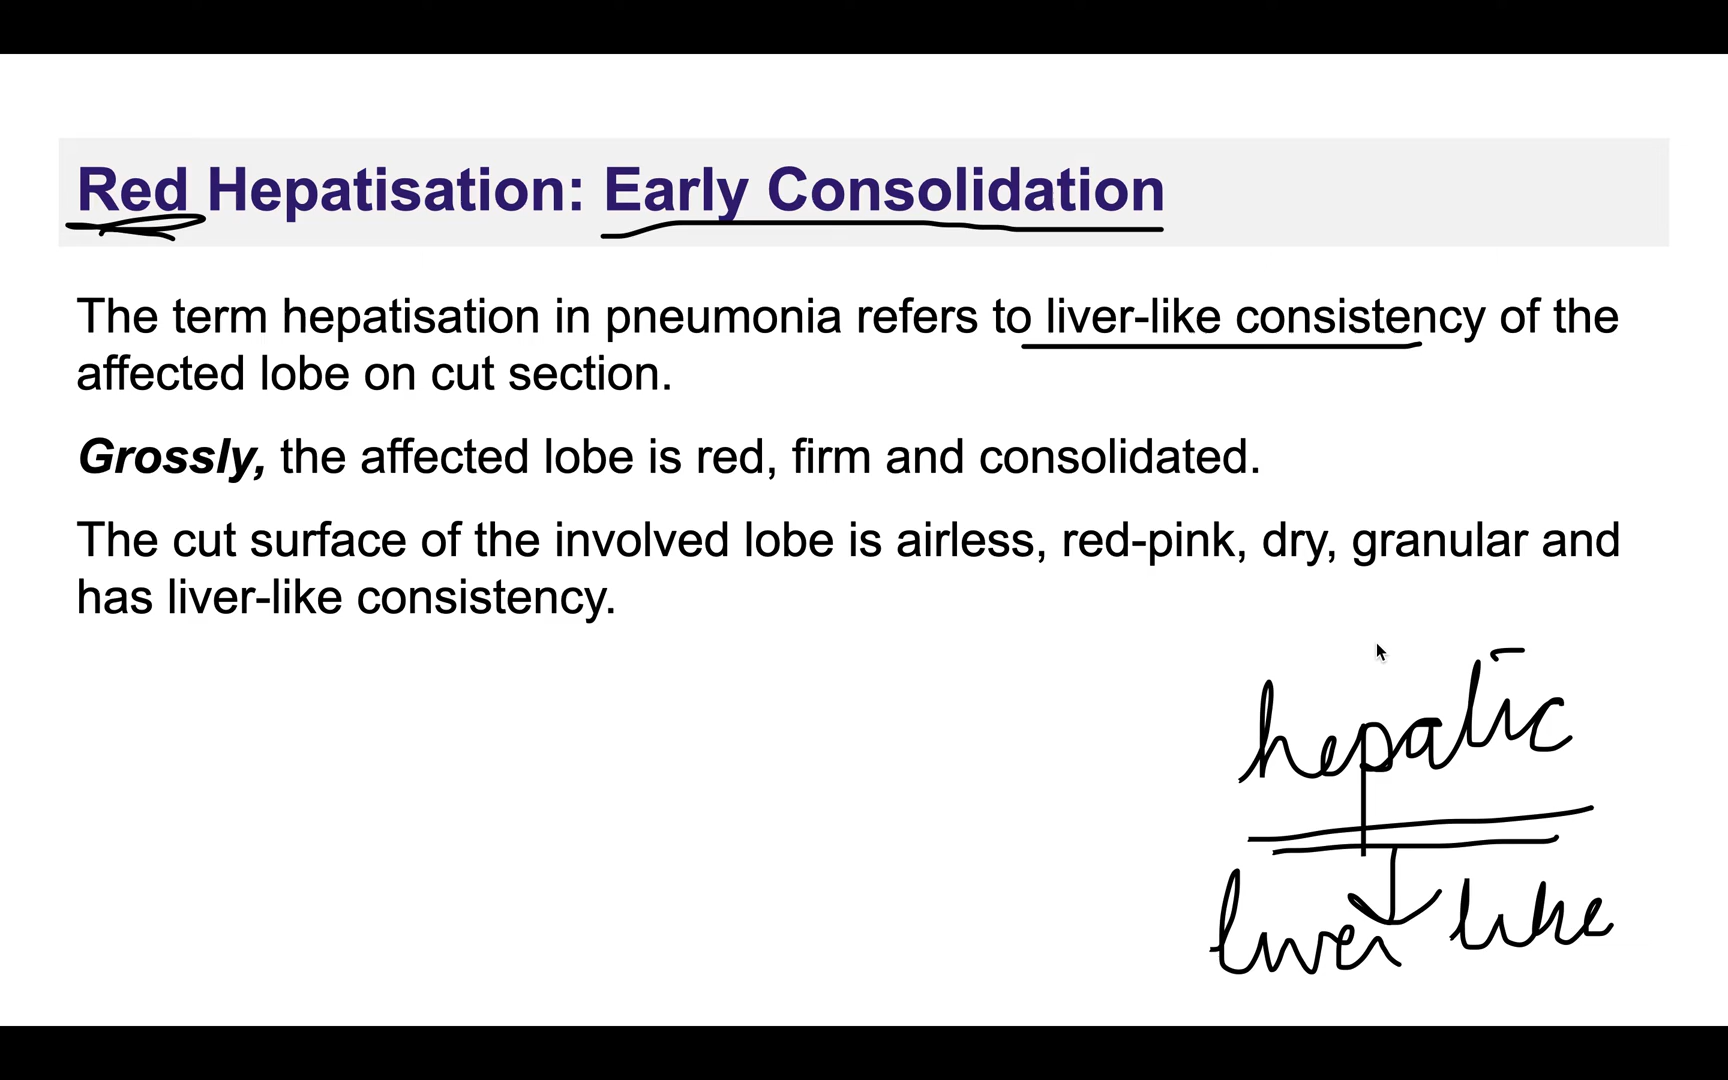 Red Hepatisation: Early Consolidation
The term hepatisation in pneumonia refers to liver-like consistency of the
affected lobe on cut section.
Grossly, the affected lobe is red, firm and consolidated.
The cut surface of the involved lobe is airless, red-pink, dry, granular and
has liver-like consistency.
hepatic
liver like